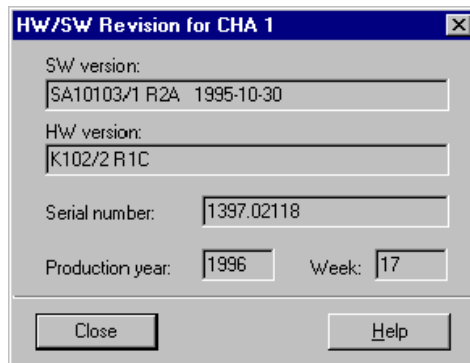 HW/SW Revision for CHA 1
SW version:
SA10103/1 R2A 1995-10-30
HW version:
K102/2 R1C
Serial number: 1397.02118
Production year: 1996 Week: 17
Close Help